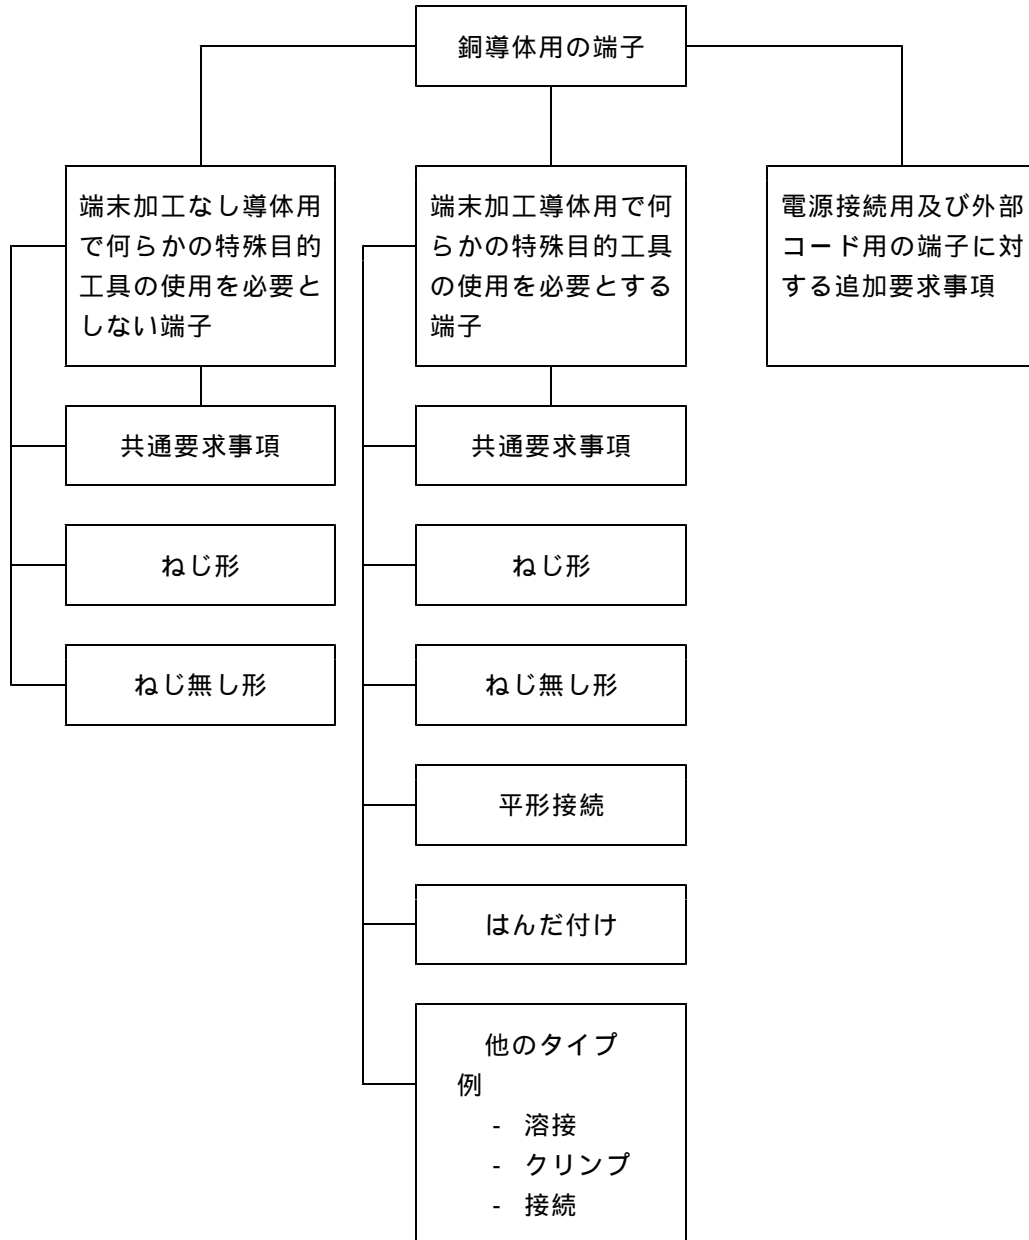 銅導体用の端子
端末加工なし導体用
で何らかの特殊目的
工具の使用を必要と
しない端子
端末加工導体用で何
らかの特殊目的工具
の使用を必要とする
端子
電源接続用及び外部
コード用の端子に対
する追加要求事項
共通要求事項
ねじ形
ねじ無し形
共通要求事項
ねじ形
ねじ無し形
平形接続
はんだ付け
他のタイプ
例
- 溶接
- クリンプ
- 接続